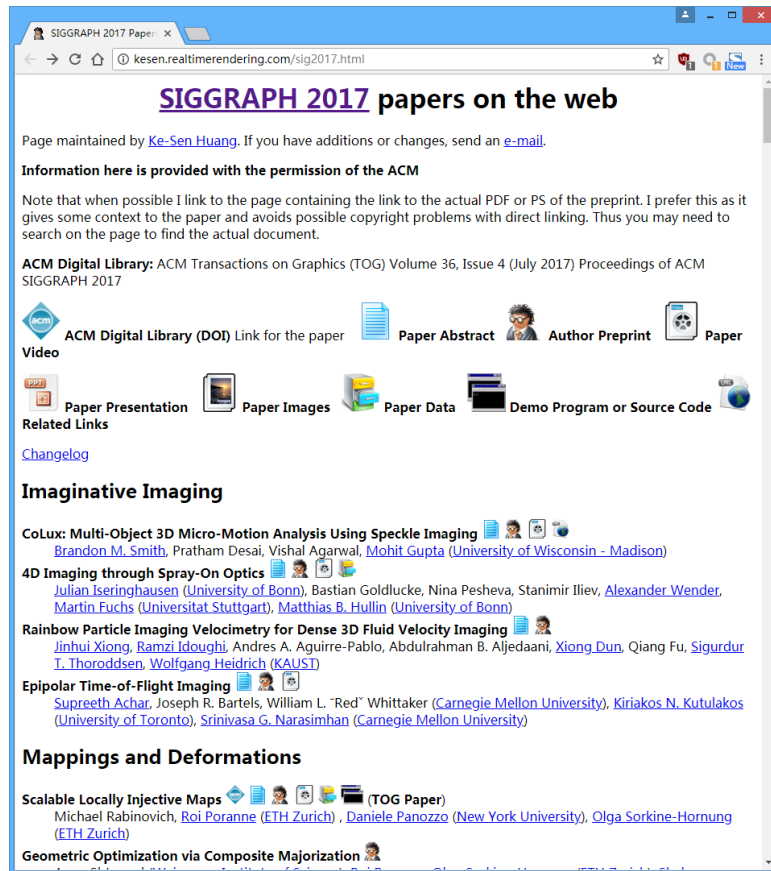 SIGGRAPH 2017 Paper
kesen.realtimerendering.com/sig2017.html
1
1
New
SIGGRAPH 2017 papers on the web
Page maintained by Ke-Sen Huang. If you have additions or changes, send an e-mail.
Information here is provided with the permission of the ACM
Note that when possible I link to the page containing the link to the actual PDF or PS of the preprint. I prefer this as it
gives some context to the paper and avoids possible copyright problems with direct linking. Thus you may need to
search on the page to find the actual document.
ACM Digital Library: ACM Transactions on Graphics (TOG) Volume 36, Issue 4 (July 2017) Proceedings of ACM
SIGGRAPH 2017
acm ACM Digital Library (DOI) Link for the paper Paper Abstract Author Preprint Paper
Video
PPT Paper Presentation Paper Images Paper Data Demo Program or Source Code URL
Related Links
Changelog
Imaginative Imaging
CoLux: Multi-Object 3D Micro-Motion Analysis Using Speckle Imaging
Brandon M. Smith, Pratham Desai, Vishal Agarwal, Mohit Gupta (University of Wisconsin - Madison)
4D Imaging through Spray-On Optics
Julian Iseringhausen (University of Bonn), Bastian Goldlucke, Nina Pesheva, Stanimir Iliev, Alexander Wender,
Martin Fuchs (Universitat Stuttgart), Matthias B. Hullin (University of Bonn)
Rainbow Particle Imaging Velocimetry for Dense 3D Fluid Velocity Imaging
Jinhui Xiong, Ramzi Idoughi, Andres A. Aguirre-Pablo, Abdulrahman B. Aljedaani, Xiong Dun, Qiang Fu, Sigurdur
T. Thoroddsen, Wolfgang Heidrich (KAUST)
Epipolar Time-of-Flight Imaging
Supreeth Achar, Joseph R. Bartels, William L. ˜Red˘ Whittaker (Carnegie Mellon University), Kiriakos N. Kutulakos
(University of Toronto), Srinivasa G. Narasimhan (Carnegie Mellon University)
Mappings and Deformations
Scalable Locally Injective Maps (TOG Paper)
Michael Rabinovich, Roi Poranne (ETH Zurich) , Daniele Panozzo (New York University), Olga Sorkine-Hornung
(ETH Zurich)
Geometric Optimization via Composite Majorization